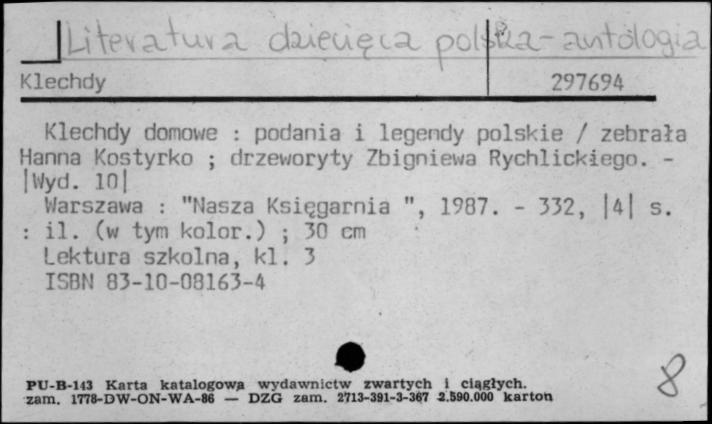 Literatura dziecięca polska - antologia
Klechdy 297694
Klechdy domowe : podania i legendy polskie / zebrała
Hanna Kostyrko ; drzeworyty Zbigniewa Rychlickiego. -
|Wyd. 10|
Warszawa : "Nasza Księgarnia ", 1987. - 332, |4| s.
: il. (w tym kolor.) ; 30 cm
Lektura szkolna, kl. 3
ISBN 83-10-08163-4
PU-B-143 Karta katalogowa wydawnictw zwartych i ciągłych.
zam. 1778-DW-ON-WA-86 — DZG zam. 2713-391-3-367 2.590.000 karton
8